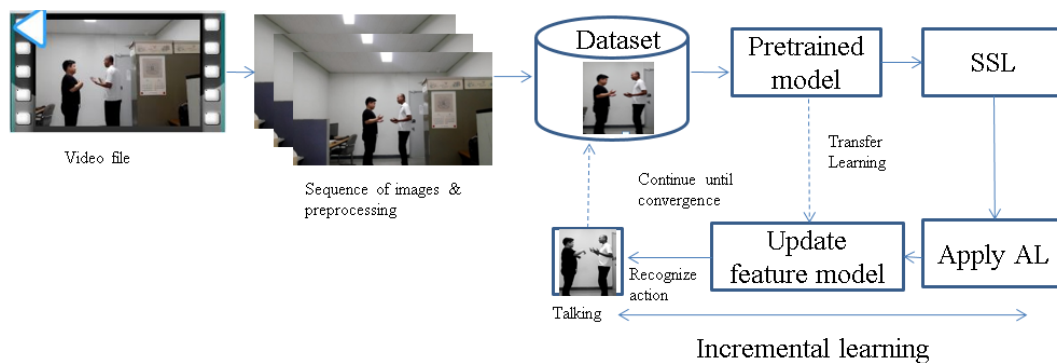 Video file
Sequence of images &
preprocessing
Dataset
Pretrained
model
SSL
Transfer
Learning
Continue until
convergence
Update
feature model
Apply AL
Recognize
action
Talking
Incremental learning